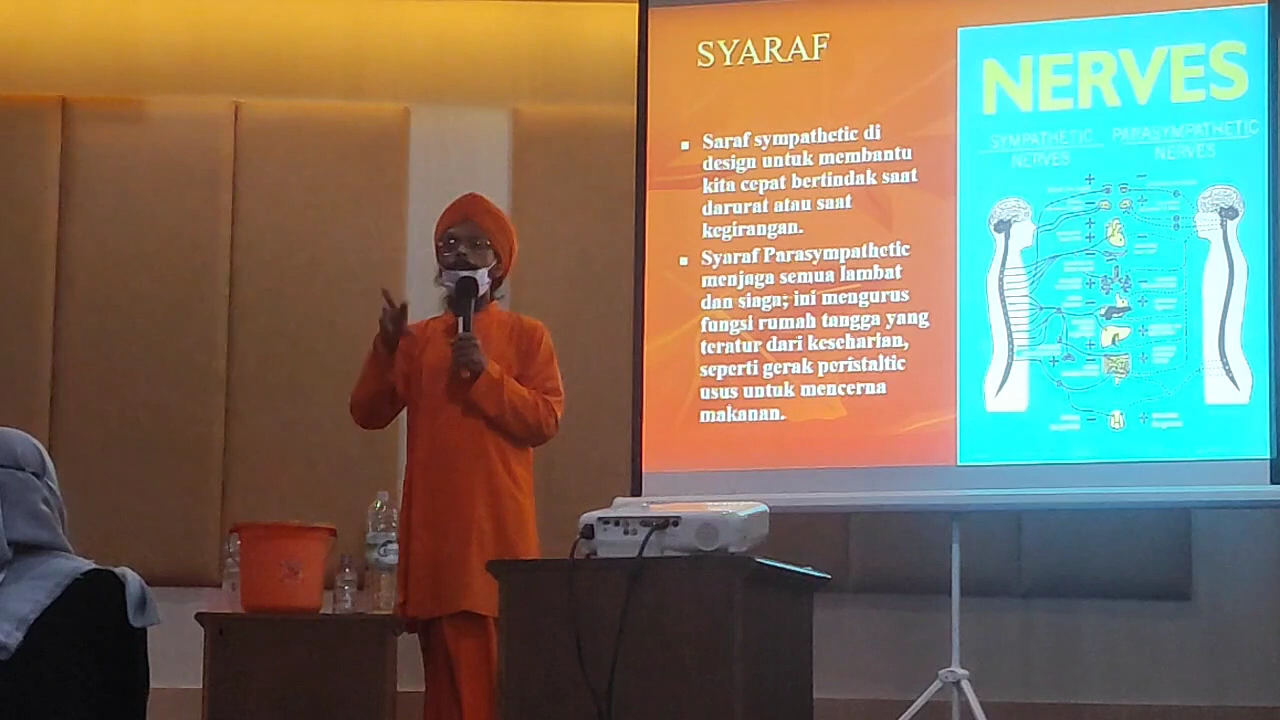 SYARAF
Saraf sympathetic di
design untuk membantu
kita cepat bertindak saat
darurat atau saat
kegirangan.
Syaraf Parasympathetic
menjaga semua lambat
dan siaga; ini mengurus
fungsi rumah tangga yang
teratur dari keseharian,
seperti gerak peristaltic
usus untuk mencerna
makanan.
NERVES
SYMPATHETIC
NERVES
PARASYMPATHETIC
NERVES